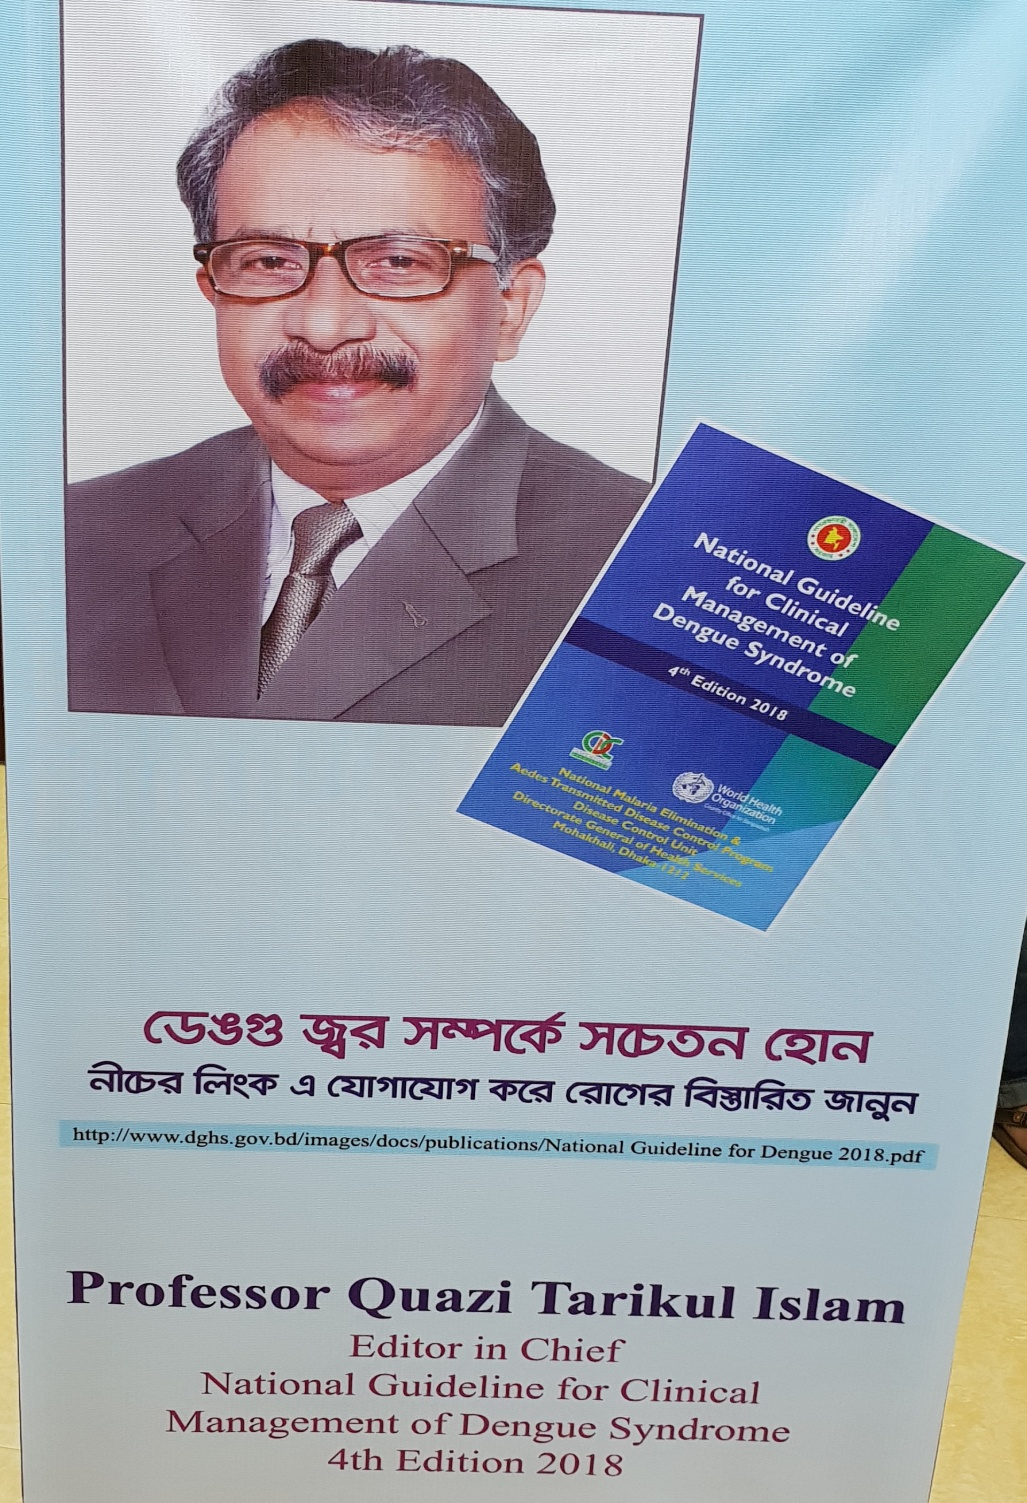 National Guideline
for Clinical
Management of
Dengue Syndrome
4th Edition 2018
World Health
Organization
National Malaria Elimination &
Aedes Transmitted Disease Control Program
Disease Control Unit
Directorate General of Health Services
Mohakhali, Dhaka-1212
ডেঙগু জ্বর সম্পর্কে সচেতন হোন
নীচের লিংক এ যোগাযোগ করে রোগের বিস্তারিত জানুন
http://www.dghs.gov.bd/images/docs/publications/National Guideline for Dengue 2018.pdf
Professor Quazi Tarikul Islam
Editor in Chief
National Guideline for Clinical
Management of Dengue Syndrome
4th Edition 2018